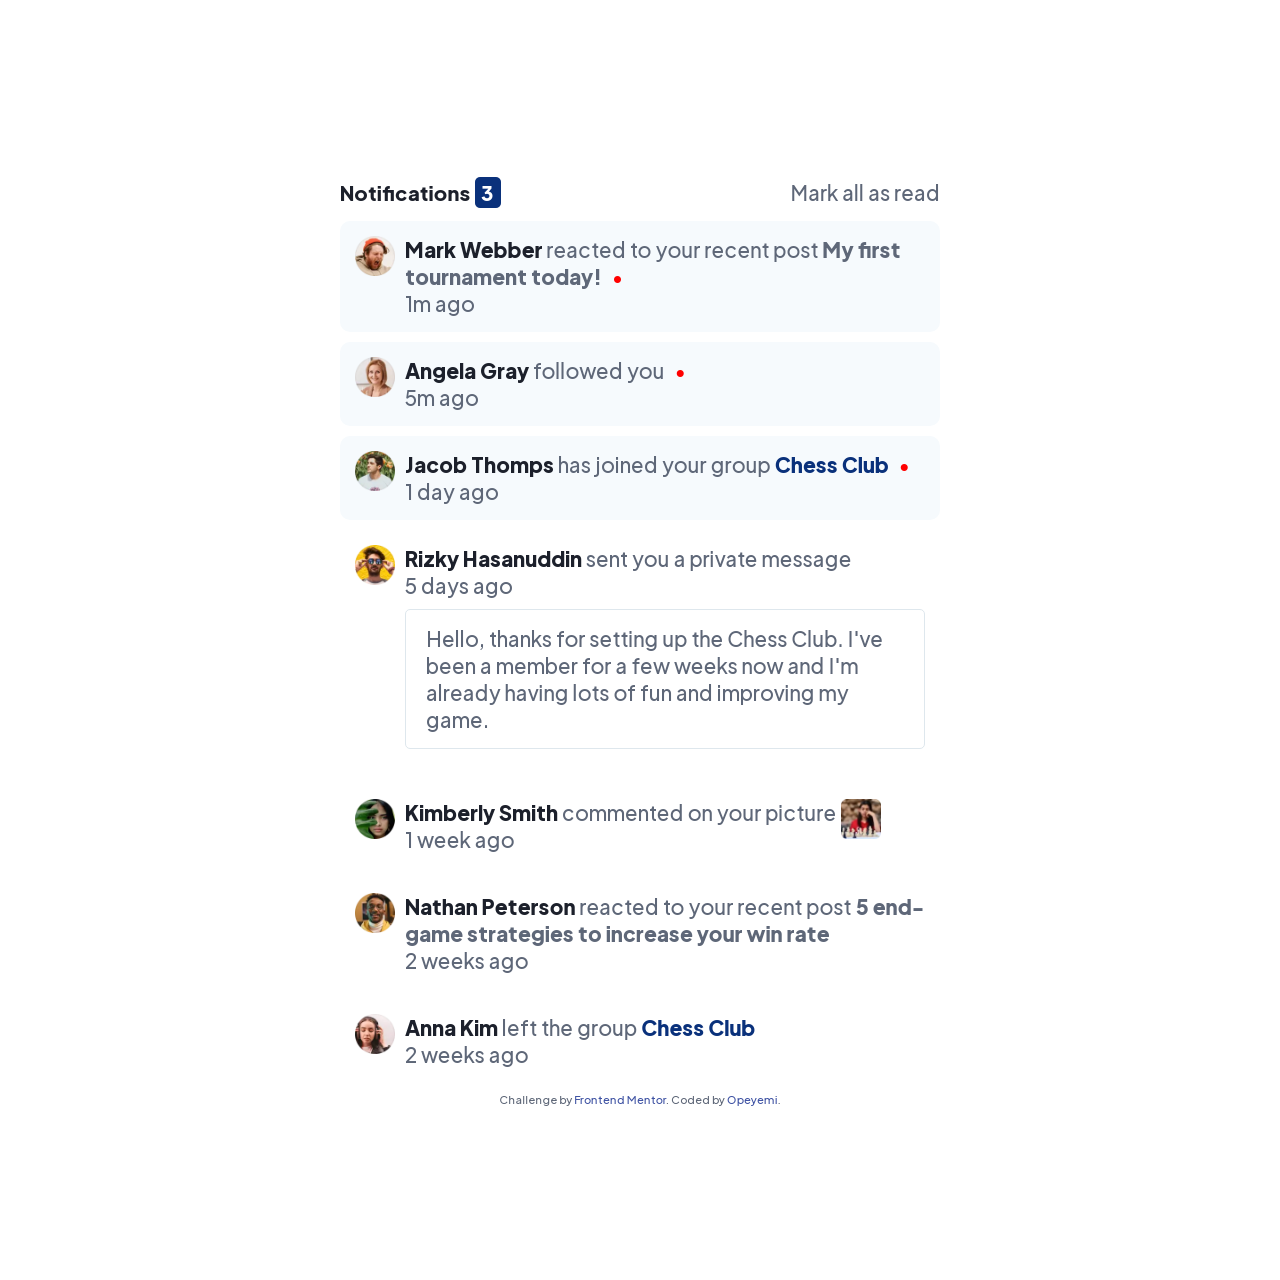 Notifications 3 Mark all as read
Mark Webber reacted to your recent post My first
tournament today!
1m ago
Angela Gray followed you
5m ago
Jacob Thomps has joined your group Chess Club
1 day ago
Rizky Hasanuddin sent you a private message
5 days ago
Hello, thanks for setting up the Chess Club. I've
been a member for a few weeks now and I'm
already having lots of fun and improving my
game.
Kimberly Smith commented on your picture
1 week ago
Nathan Peterson reacted to your recent post 5 end-
game strategies to increase your win rate
2 weeks ago
Anna Kim left the group Chess Club
2 weeks ago
Challenge by Frontend Mentor. Coded by Opeyemi.